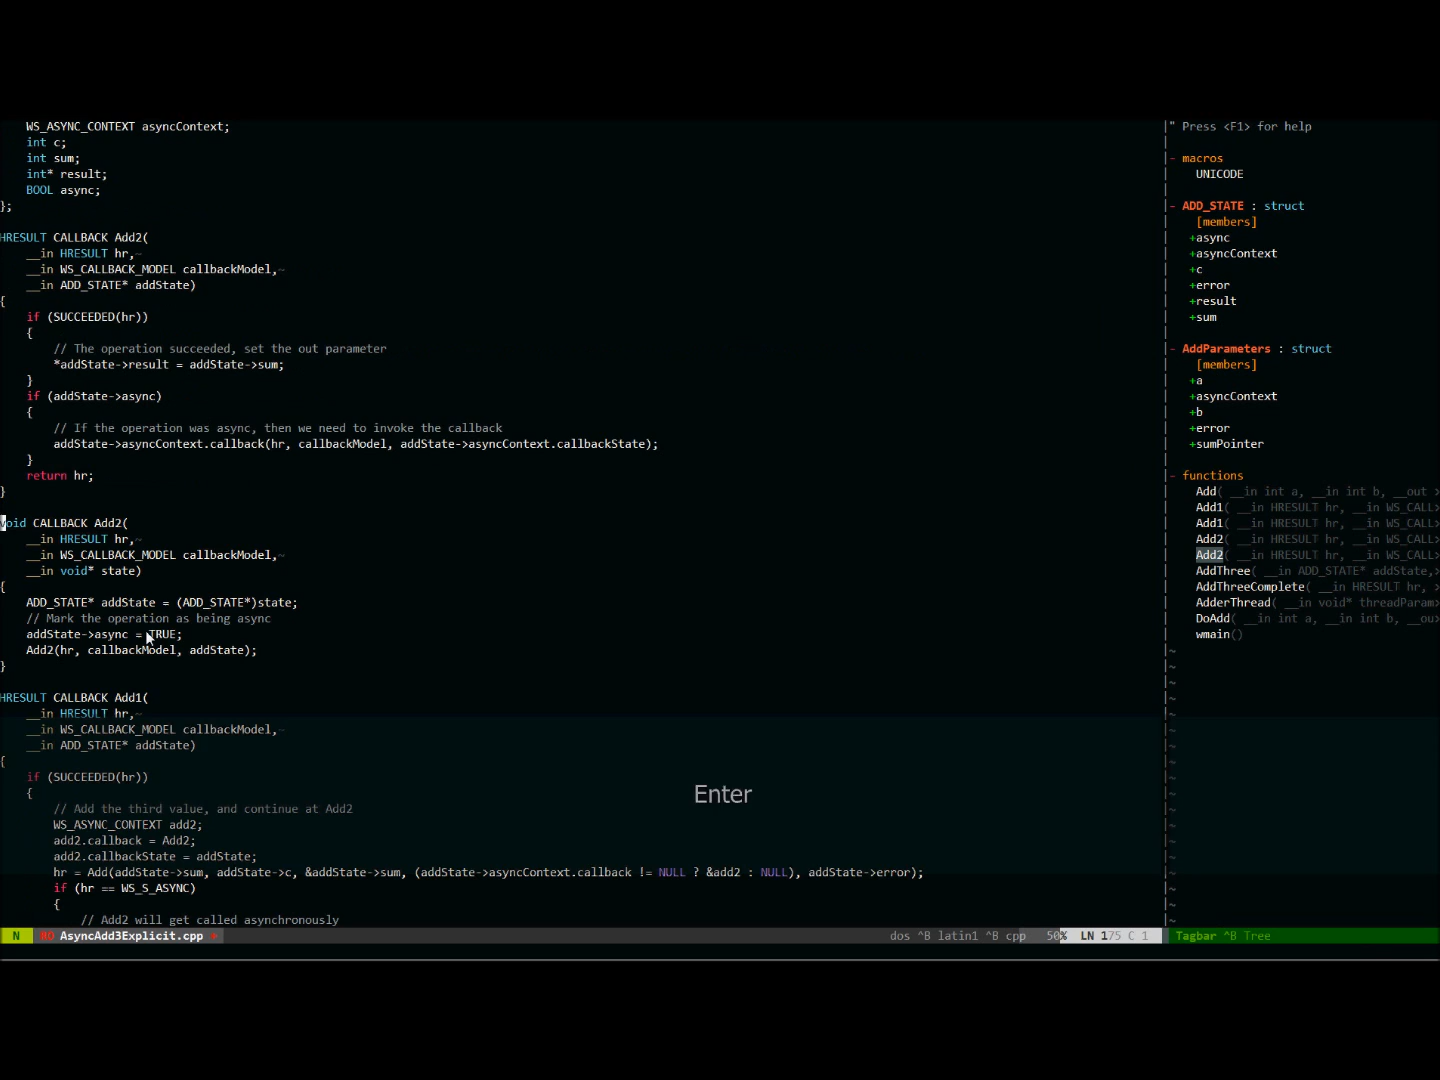 WS_ASYNC_CONTEXT asyncContext;
int c;
int sum;
int* result;
BOOL async;
};
HRESULT CALLBACK Add2(
__in HRESULT hr,~
__in WS_CALLBACK_MODEL callbackModel,~
__in ADD_STATE* addState)
{
if (SUCCEEDED(hr))
{
// The operation succeeded, set the out parameter
*addState->result = addState->sum;
}
if (addState->async)
{
// If the operation was async, then we need to invoke the callback
addState->asyncContext.callback(hr, callbackModel, addState->asyncContext.callbackState);
}
return hr;
}
void CALLBACK Add2(
__in HRESULT hr,~
__in WS_CALLBACK_MODEL callbackModel,~
__in void* state)
{
ADD_STATE* addState = (ADD_STATE*)state;
// Mark the operation as being async
addState->async = TRUE;
Add2(hr, callbackModel, addState);
}
HRESULT CALLBACK Add1(
__in HRESULT hr,~
__in WS_CALLBACK_MODEL callbackModel,~
__in ADD_STATE* addState)
{
if (SUCCEEDED(hr))
{
// Add the third value, and continue at Add2
WS_ASYNC_CONTEXT add2;
add2.callback = Add2;
add2.callbackState = addState;
hr = Add(addState->sum, addState->c, &addState->sum, (addState->asyncContext.callback != NULL ? &add2 : NULL), addState->error);
if (hr == WS_S_ASYNC)
{
// Add2 will get called asynchronously
Enter
N RO AsyncAdd3Explicit.cpp dos ^B latin1 ^B cpp 50% LN 175 C 1
" Press <F1> for help
- macros
UNICODE
- ADD_STATE : struct
[members]
+async
+asyncContext
+c
+error
+result
+sum
- AddParameters : struct
[members]
+a
+asyncContext
+b
+error
+sumPointer
- functions
Add( __in int a, __in int b, __out >
Add1( __in HRESULT hr, __in WS_CALL>
Add1( __in HRESULT hr, __in WS_CALL>
Add2( __in HRESULT hr, __in WS_CALL>
Add2( __in HRESULT hr, __in WS_CALL>
AddThree( __in ADD_STATE* addState,>
AddThreeComplete( __in HRESULT hr, >
AdderThread( __in void* threadParam>
DoAdd( __in int a, __in int b, __ou>
wmain()
Tagbar ^B Tree